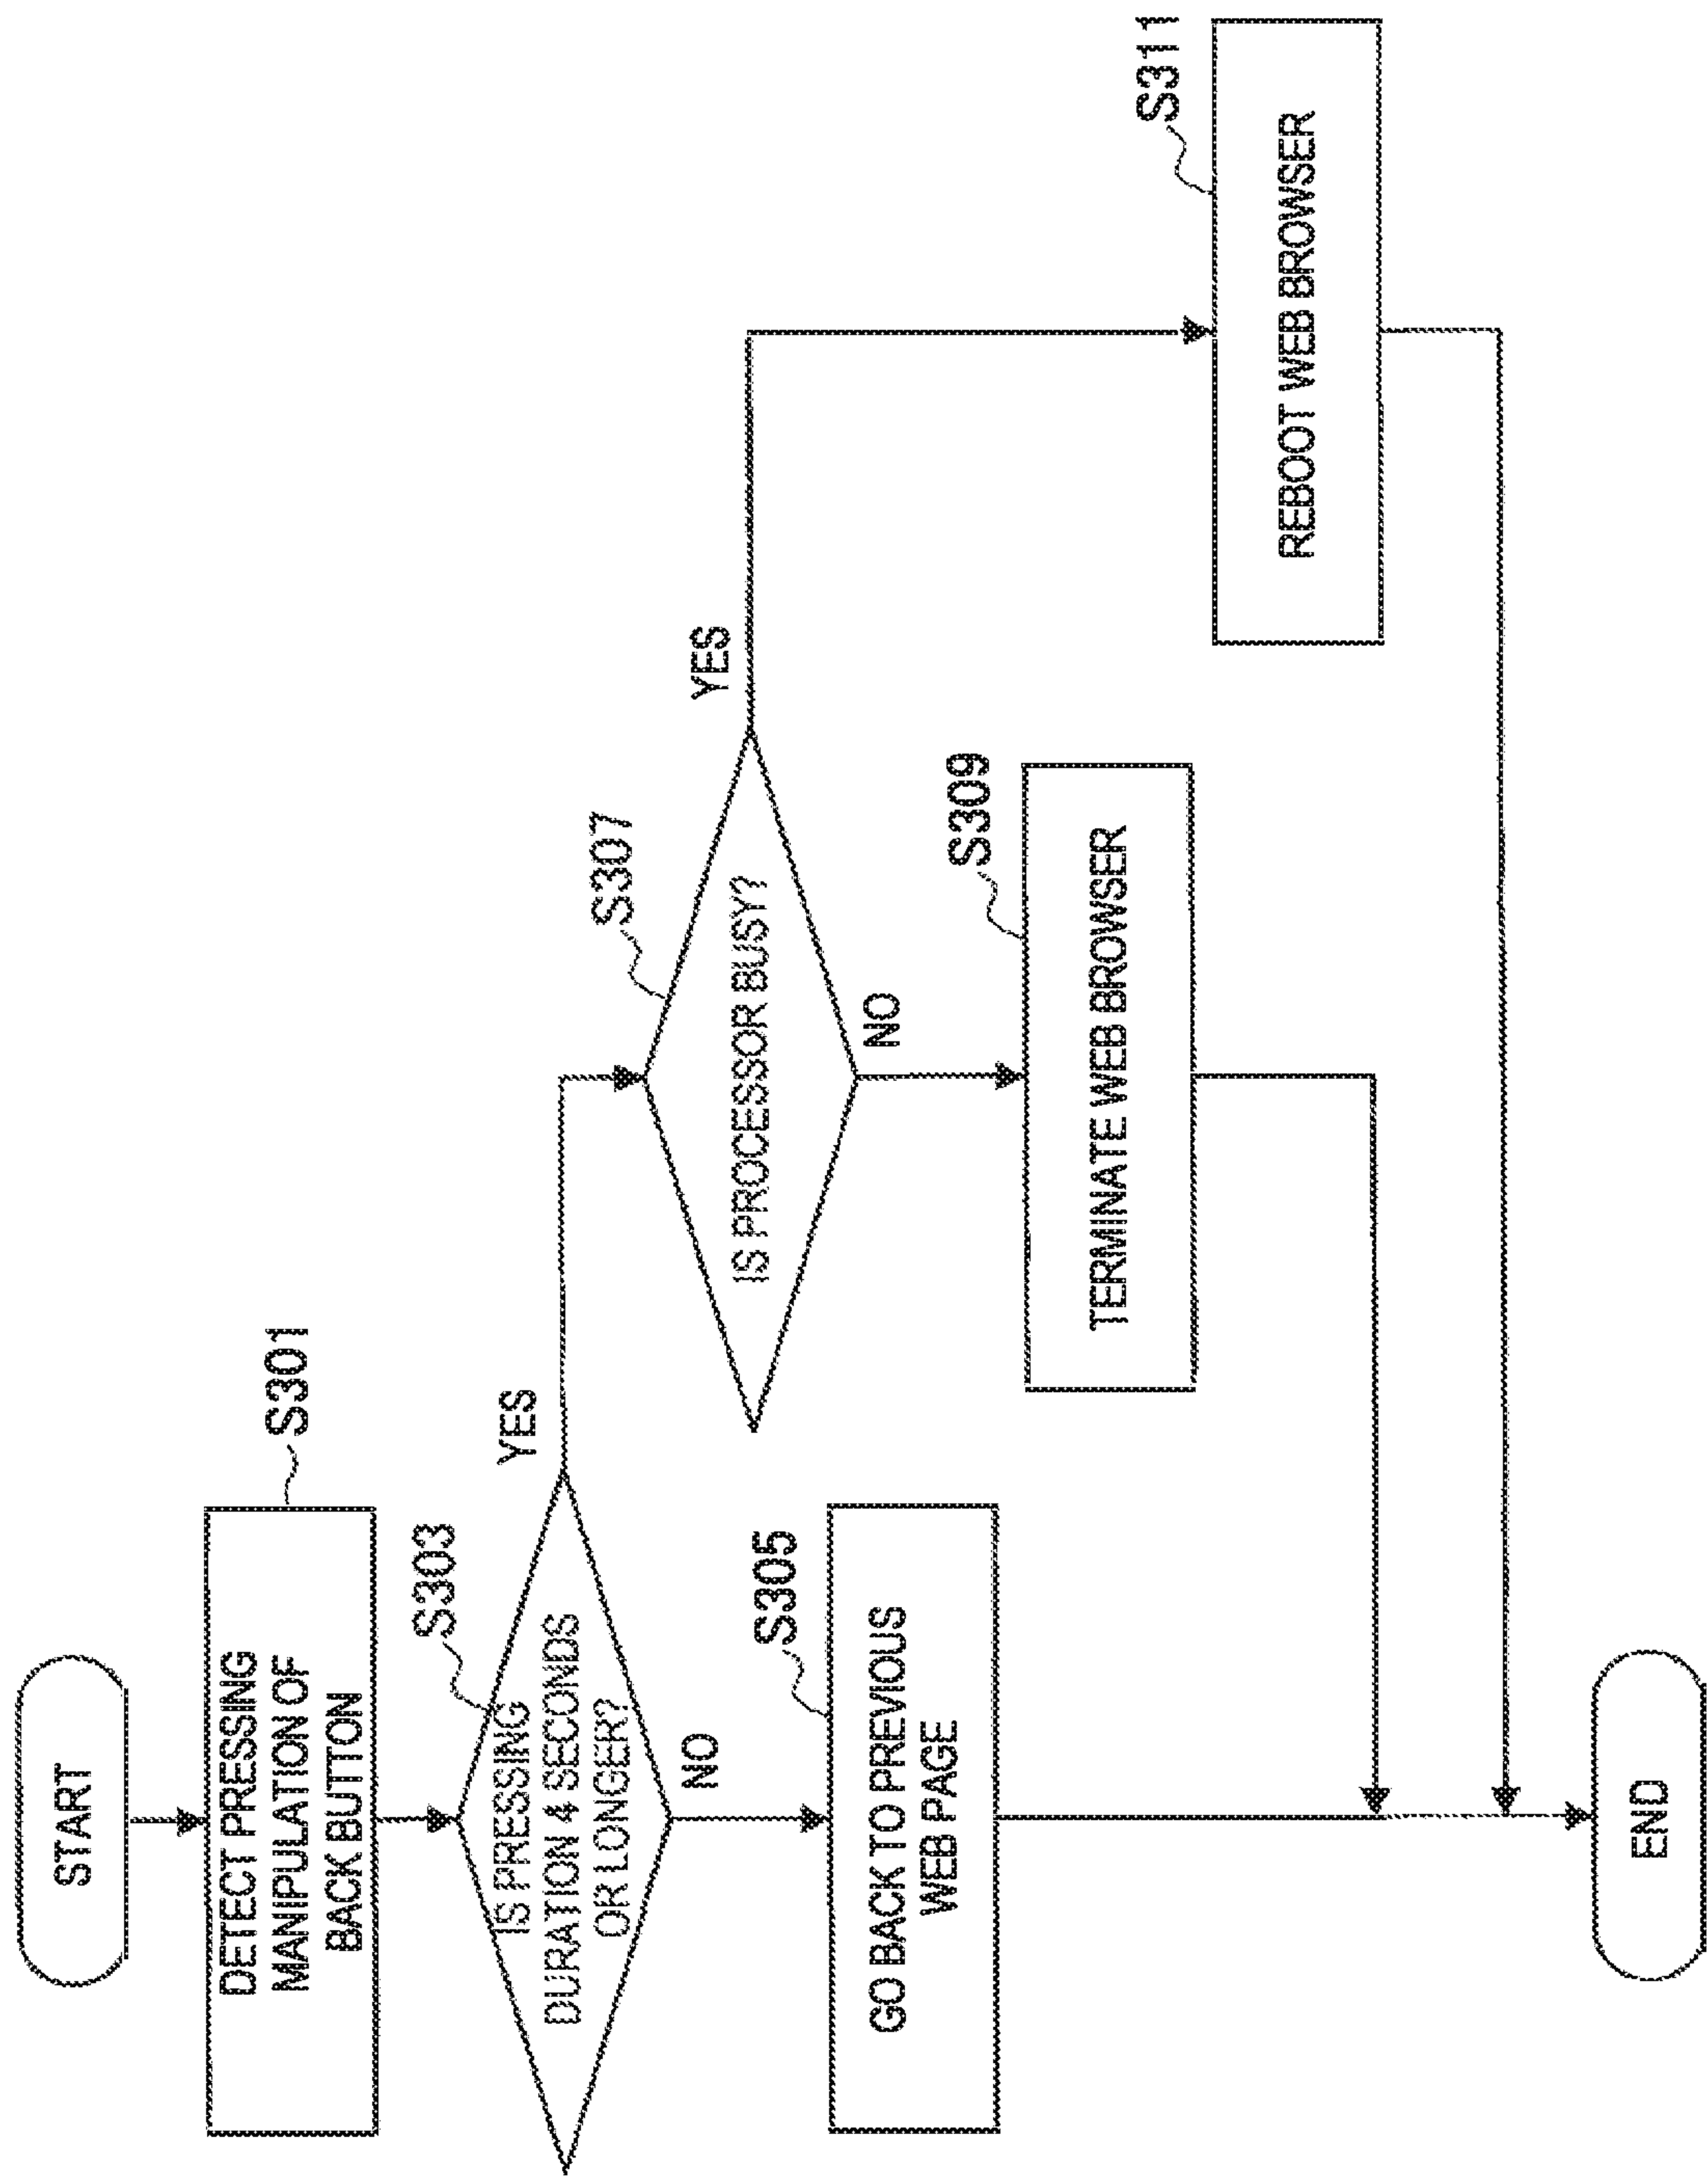 START
DETECT PRESSING
MANIPULATION OF
BACK BUTTON
S301
IS PRESSING
DURATION 4 SECONDS
OR LONGER?
S303
YES
NO
GO BACK TO PREVIOUS
WEB PAGE
S305
IS PROCESSOR BUSY?
S307
YES
NO
TERMINATE WEB BROWSER
S309
REBOOT WEB BROWSER
S311
END